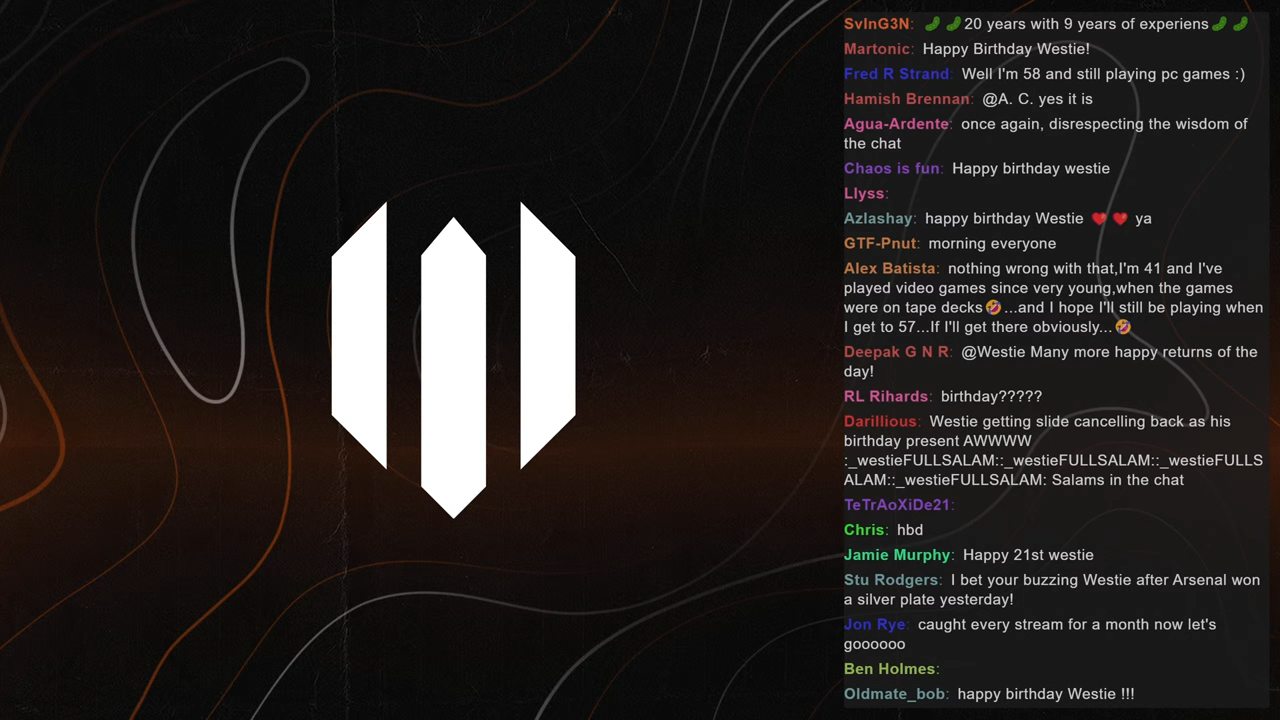 SvInG3N: 🥒 🥒20 years with 9 years of experiens🥒 🥒
Martonic: Happy Birthday Westie!
Fred R Strand: Well I'm 58 and still playing pc games :)
Hamish Brennan: @A. C. yes it is
Agua-Ardente: once again, disrespecting the wisdom of
the chat
Chaos is fun: Happy birthday westie
Llyss:
Azlashay: happy birthday Westie ❤️ ❤️ ya
GTF-Pnut: morning everyone
Alex Batista: nothing wrong with that,I'm 41 and I've
played video games since very young,when the games
were on tape decks🤣...and I hope I'll still be playing when
I get to 57...If I'll get there obviously...🤣
Deepak G N R: @Westie Many more happy returns of the
day!
RL Rihards: birthday?????
Darillious: Westie getting slide cancelling back as his
birthday present AWWWW
:_westieFULLSALAM::_westieFULLSALAM::_westieFULLS
ALAM::_westieFULLSALAM: Salams in the chat
TeTrAoXiDe21:
Chris: hbd
Jamie Murphy: Happy 21st westie
Stu Rodgers: I bet your buzzing Westie after Arsenal won
a silver plate yesterday!
Jon Rye: caught every stream for a month now let's
goooooo
Ben Holmes:
Oldmate_bob: happy birthday Westie !!!